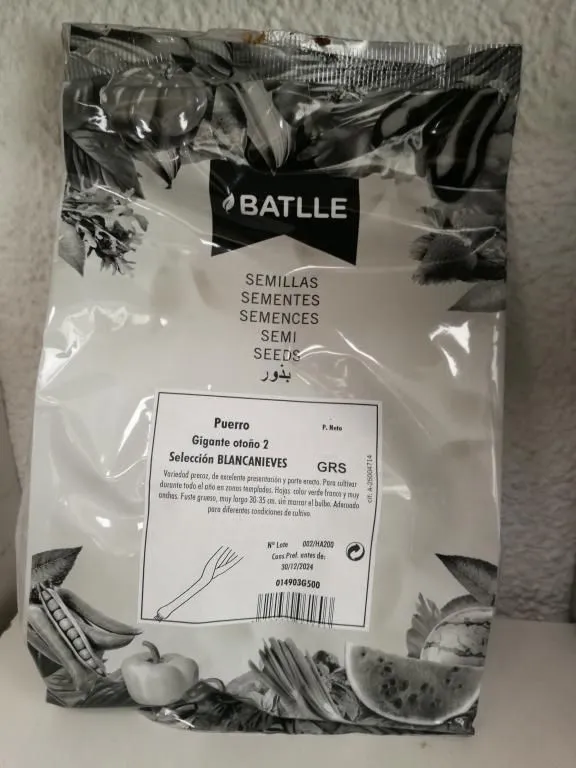 BATLLE
SEMILLAS
SEMENTES
SEMENCES
SEMI
SEEDS
بذور
Puerro
P. Neto
Gigante otoño 2
Selección BLANCANIEVES
GRS
Variedad precoz, de excelente presentación y porte erecto. Para cultivar
durante todo el año en zonas templadas. Hojas color verde franco y muy
anchas. Fuste grueso, muy largo 30-35 cm. sin marcar el bulbo. Adecuado
para diferentes condiciones de cultivo.
cif: A-25004714
Nº Lote 002/HA200
Cons.Pref. antes de:
30/12/2024
014903G500